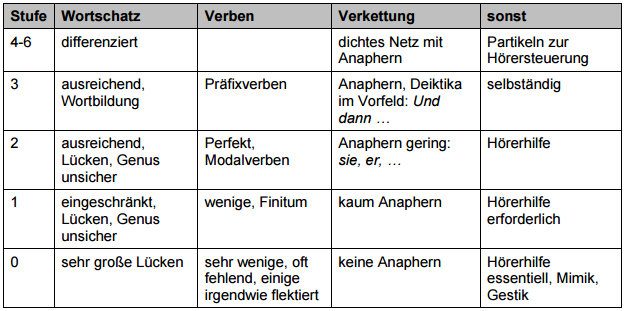 Stufe Wortschatz Verben Verkettung sonst
4-6 differenziert dichtes Netz mit Partikeln zur
Anaphern Hörersteuerung
3 ausreichend, Präfixverben Anaphern, Deiktika selbständig
Wortbildung im Vorfeld: Und
dann …
2 ausreichend, Perfekt, Anaphern gering: Hörerhilfe
Lücken, Genus Modalverben sie, er, …
unsicher
1 eingeschränkt, wenige, Finitum kaum Anaphern Hörerhilfe
Lücken, Genus erforderlich
unsicher
0 sehr große Lücken sehr wenige, oft keine Anaphern Hörerhilfe
fehlend, einige essentiell, Mimik,
irgendwie flektiert Gestik